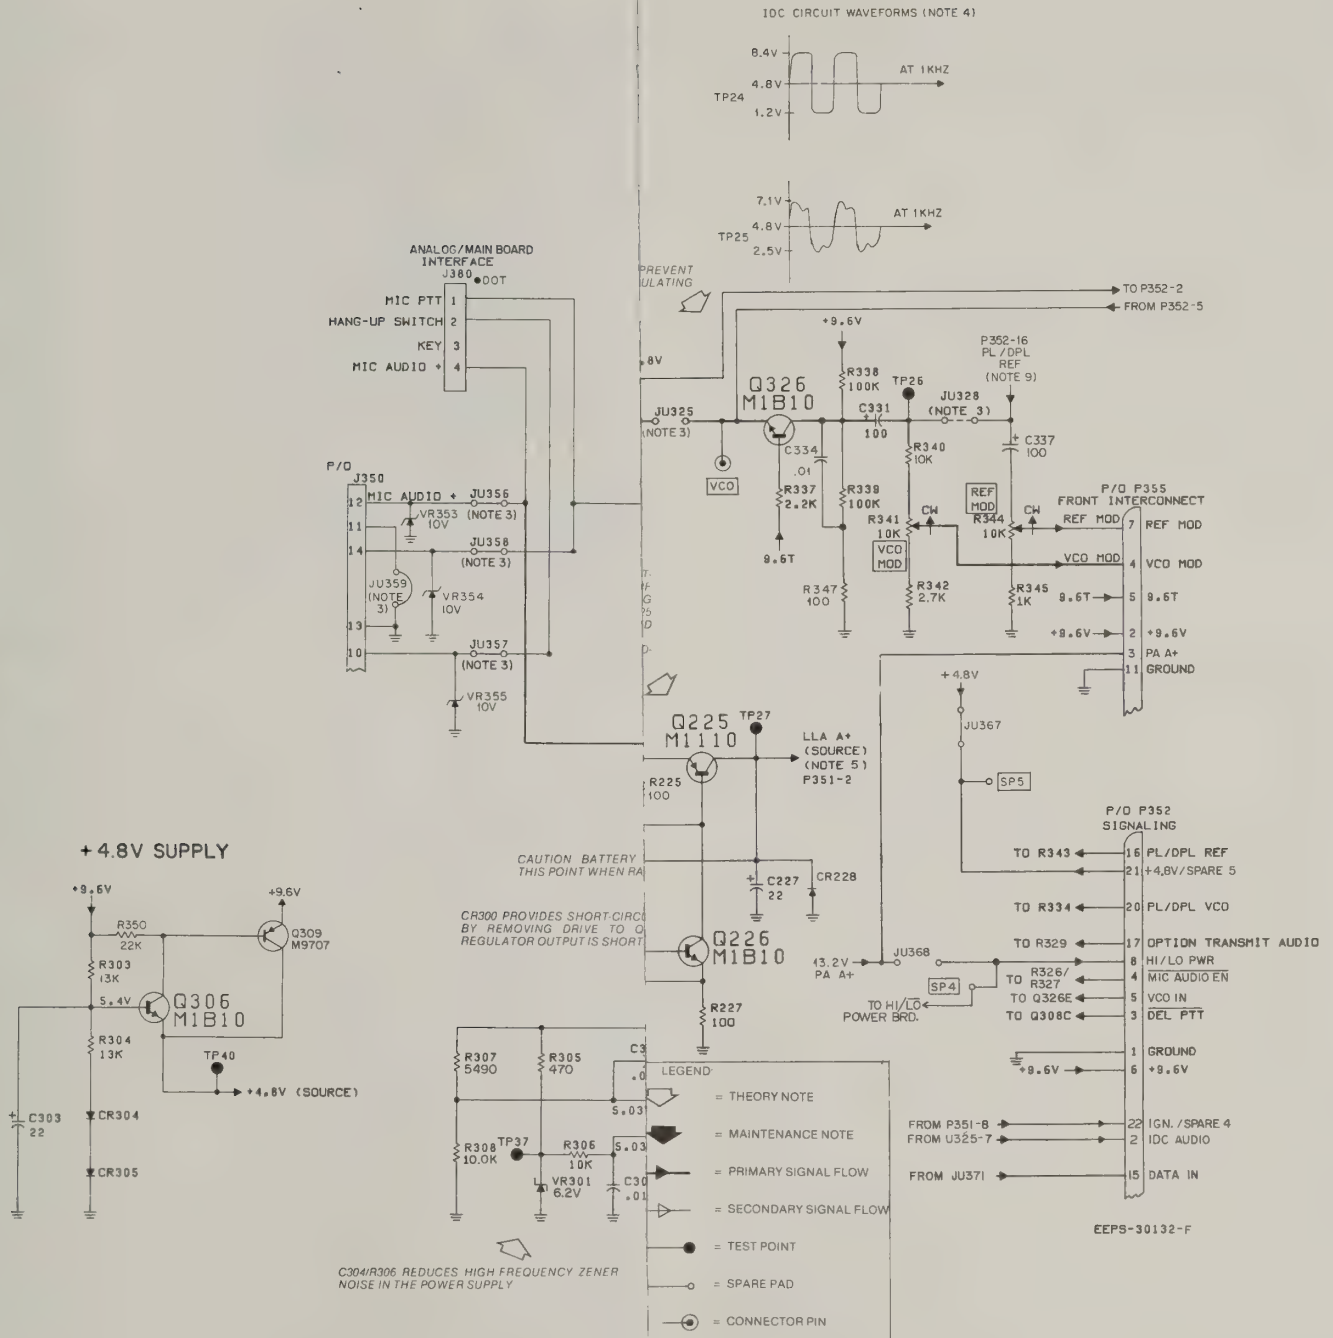 IDC CIRCUIT WAVEFORMS (NOTE 4)
8.4V
4.8V
1.2V
TP24
AT 1KHZ
7.1V
4.8V
2.5V
TP25
AT 1KHZ
ANALOG/MAIN BOARD
INTERFACE
J380
DOT
MIC PTT 1
HANG-UP SWITCH 2
KEY 3
MIC AUDIO + 4
PREVENT
ULATING
TO P352-2
FROM P352-5
.8V
+9.6V
R338
100K
TP26
P352-16
PL/DPL
REF
(NOTE 9)
Q326
M1B10
JU325
(NOTE 3)
VCO
C331
100
JU328
(NOTE 3)
C337
100
C334
.01
R337
2.2K
9.6T
R339
100K
R340
10K
R341
10K
CW
VCO
MOD
REF
MOD
R344
10K
CW
R347
100
R342
2.7K
R345
1K
P/O P355
FRONT INTERCONNECT
REF MOD 7 REF MOD
VCO MOD 4 VCO MOD
9.6T 5 9.6T
+9.6V 2 +9.6V
3 PA A+
11 GROUND
P/O
J350
12 MIC AUDIO + JU356
(NOTE 3)
VR353
10V
11
14
JU358
(NOTE 3)
JU359
(NOTE
3)
VR354
10V
13
10
JU357
(NOTE 3)
VR355
10V
T-
G
D
D-
Q225
M1110
TP27
LLA A+
(SOURCE)
(NOTE 5)
P351-2
R225
100
+4.8V
JU367
SP5
CAUTION BATTERY
THIS POINT WHEN RA
C227
22
CR228
CR300 PROVIDES SHORT-CIRC
BY REMOVING DRIVE TO Q
REGULATOR OUTPUT IS SHORT
Q226
M1B10
R227
100
13.2V
PA A+
JU368
SP4
TO HI/LO
POWER BRD.
P/O P352
SIGNALING
TO R343 16 PL/DPL REF
21 +4.8V/SPARE 5
TO R334 20 PL/DPL VCO
TO R329 17 OPTION TRANSMIT AUDIO
8 HI/LO PWR
TO R326/
R327 4 MIC AUDIO EN
TO Q326E 5 VCO IN
TO Q308C 3 DEL PTT
1 GROUND
+9.6V 6 +9.6V
FROM P351-8 22 IGN./SPARE 4
FROM U325-7 2 IDC AUDIO
FROM JU371 15 DATA IN
EEPS-30132-F
+4.8V SUPPLY
+9.6V
+9.6V
R350
22K
Q309
M9707
R303
13K
5.4V
Q306
M1B10
R304
13K
TP40
+4.8V (SOURCE)
C303
22
CR304
CR305
R307
5490
R305
470
C3
.0
5.03
R308
10.0K
TP37
R306
10K
5.03
VR301
6.2V
C30
.01
C304/R306 REDUCES HIGH FREQUENCY ZENER
NOISE IN THE POWER SUPPLY
LEGEND
= THEORY NOTE
= MAINTENANCE NOTE
= PRIMARY SIGNAL FLOW
= SECONDARY SIGNAL FLOW
= TEST POINT
= SPARE PAD
= CONNECTOR PIN